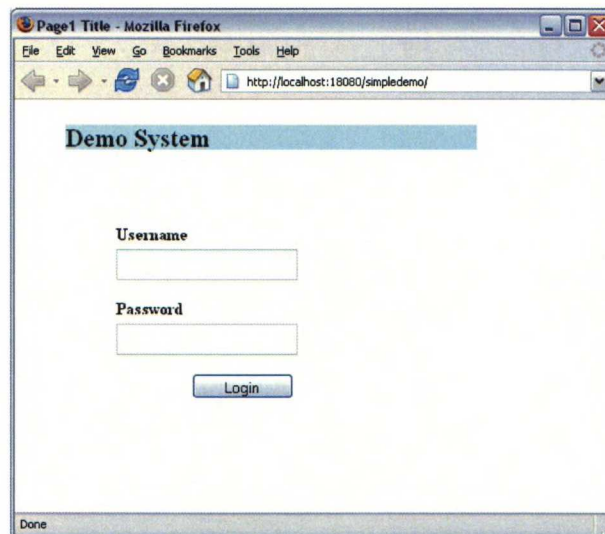 Page1 Title - Mozilla Firefox
File Edit View Go Bookmarks Tools Help
http://localhost:18080/simpledemo/
Demo System
Username
Password
Login
Done